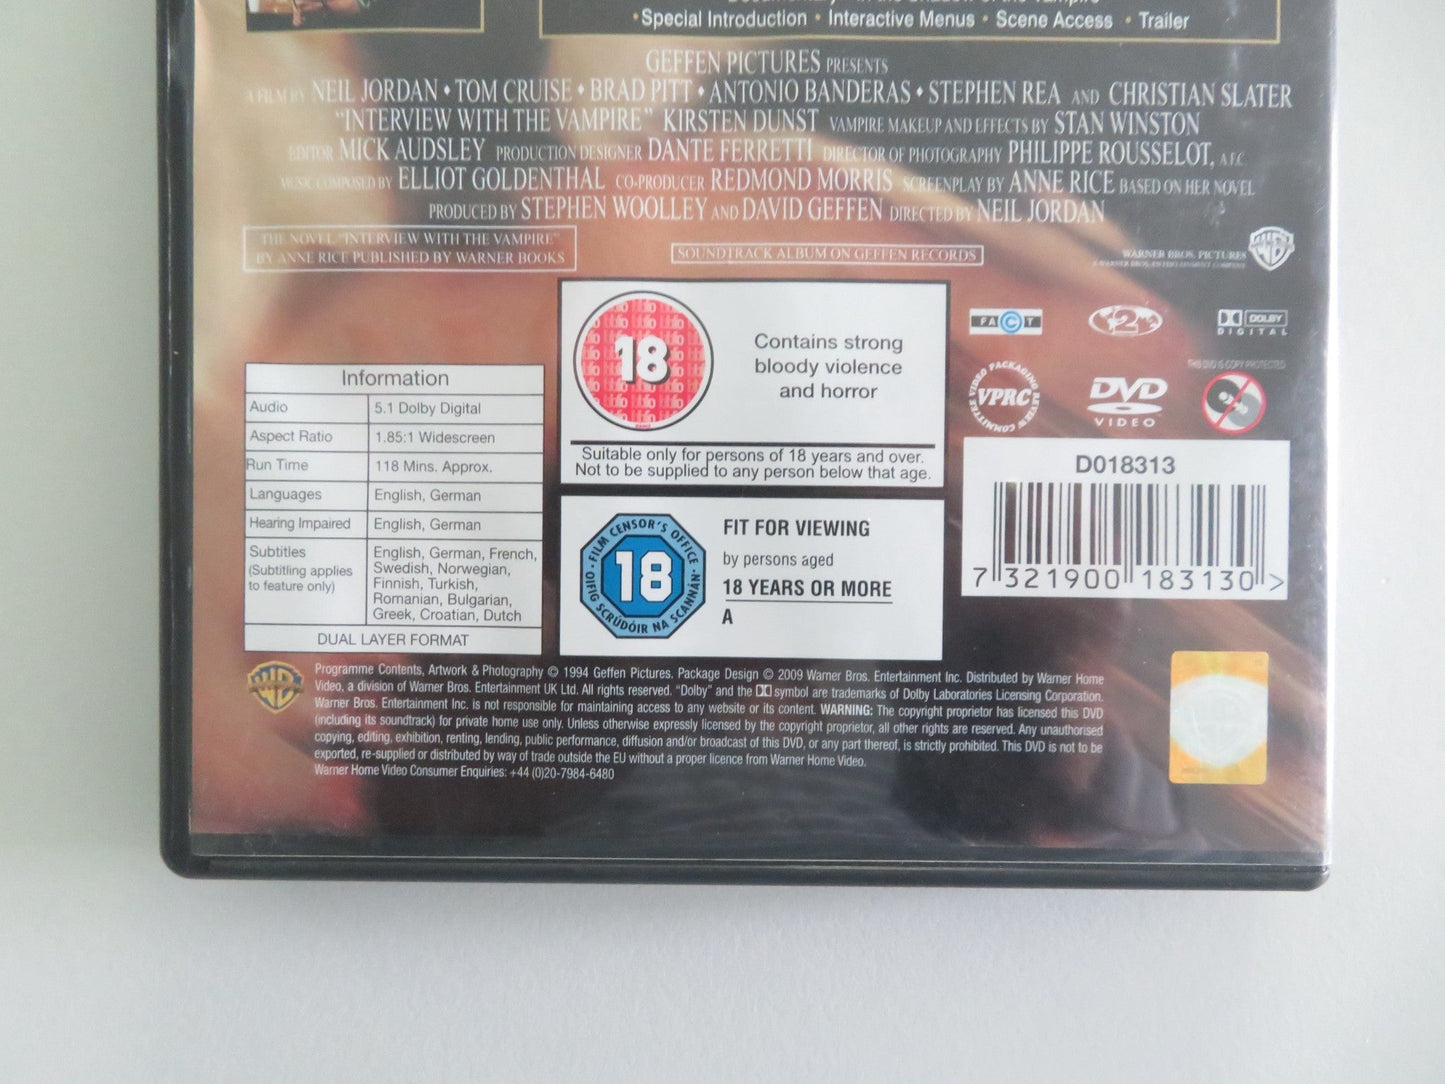 Documentary - In the Shadow of the Vampire
•Special Introduction • Interactive Menus • Scene Access • Trailer
GEFFEN PICTURES PRESENTS
A FILM BY NEIL JORDAN • TOM CRUISE • BRAD PITT • ANTONIO BANDERAS • STEPHEN REA AND CHRISTIAN SLATER
"INTERVIEW WITH THE VAMPIRE" KIRSTEN DUNST VAMPIRE MAKEUP AND EFFECTS BY STAN WINSTON
EDITOR MICK AUDSLEY PRODUCTION DESIGNER DANTE FERRETTI DIRECTOR OF PHOTOGRAPHY PHILIPPE ROUSSELOT, A.F.C.
MUSIC COMPOSED BY ELLIOT GOLDENTHAL CO-PRODUCER REDMOND MORRIS SCREENPLAY BY ANNE RICE BASED ON HER NOVEL
PRODUCED BY STEPHEN WOOLLEY AND DAVID GEFFEN DIRECTED BY NEIL JORDAN
THE NOVEL "INTERVIEW WITH THE VAMPIRE"
BY ANNE RICE PUBLISHED BY WARNER BOOKS
SOUNDTRACK ALBUM ON GEFFEN RECORDS
WARNER BROS. PICTURES
WB
18
Contains strong
bloody violence
and horror
Suitable only for persons of 18 years and over.
Not to be supplied to any person below that age.
FACT
2
DOLBY
DIGITAL
VIDEO PACKAGING REVIEW COMMITTEE
VPRC
DVD
VIDEO
THIS DVD IS COPY PROTECTED
Information
Audio 5.1 Dolby Digital
Aspect Ratio 1.85:1 Widescreen
Run Time 118 Mins. Approx.
Languages English, German
Hearing Impaired English, German
Subtitles
(Subtitling applies
to feature only)
English, German, French,
Swedish, Norwegian,
Finnish, Turkish,
Romanian, Bulgarian,
Greek, Croatian, Dutch
DUAL LAYER FORMAT
FILM CENSOR'S OFFICE
18
OIFIG SCRÚDÓIR NA SCANNÁN
FIT FOR VIEWING
by persons aged
18 YEARS OR MORE
A
D018313
7 321900 183130 >
WB
Programme Contents, Artwork & Photography © 1994 Geffen Pictures. Package Design © 2009 Warner Bros. Entertainment Inc. Distributed by Warner Home
Video, a division of Warner Bros. Entertainment UK Ltd. All rights reserved. "Dolby" and the symbol are trademarks of Dolby Laboratories Licensing Corporation.
Warner Bros. Entertainment Inc. is not responsible for maintaining access to any website or its content. WARNING: The copyright proprietor has licensed this DVD
(including its soundtrack) for private home use only. Unless otherwise expressly licensed by the copyright proprietor, all other rights are reserved. Any unauthorised
copying, editing, exhibition, renting, lending, public performance, diffusion and/or broadcast of this DVD, or any part thereof, is strictly prohibited. This DVD is not to be
exported, re-supplied or distributed by way of trade outside the EU without a proper licence from Warner Home Video.
Warner Home Video Consumer Enquiries: +44 (0)20-7984-6480